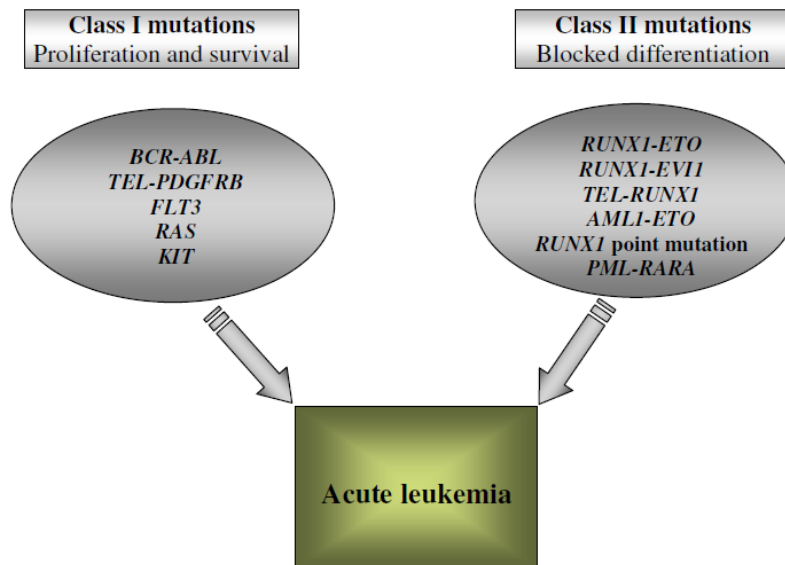 Class I mutations
Proliferation and survival
BCR-ABL
TEL-PDGFRB
FLT3
RAS
KIT
Class II mutations
Blocked differentiation
RUNX1-ETO
RUNX1-EVI1
TEL-RUNX1
AML1-ETO
RUNX1 point mutation
PML-RARA
Acute leukemia